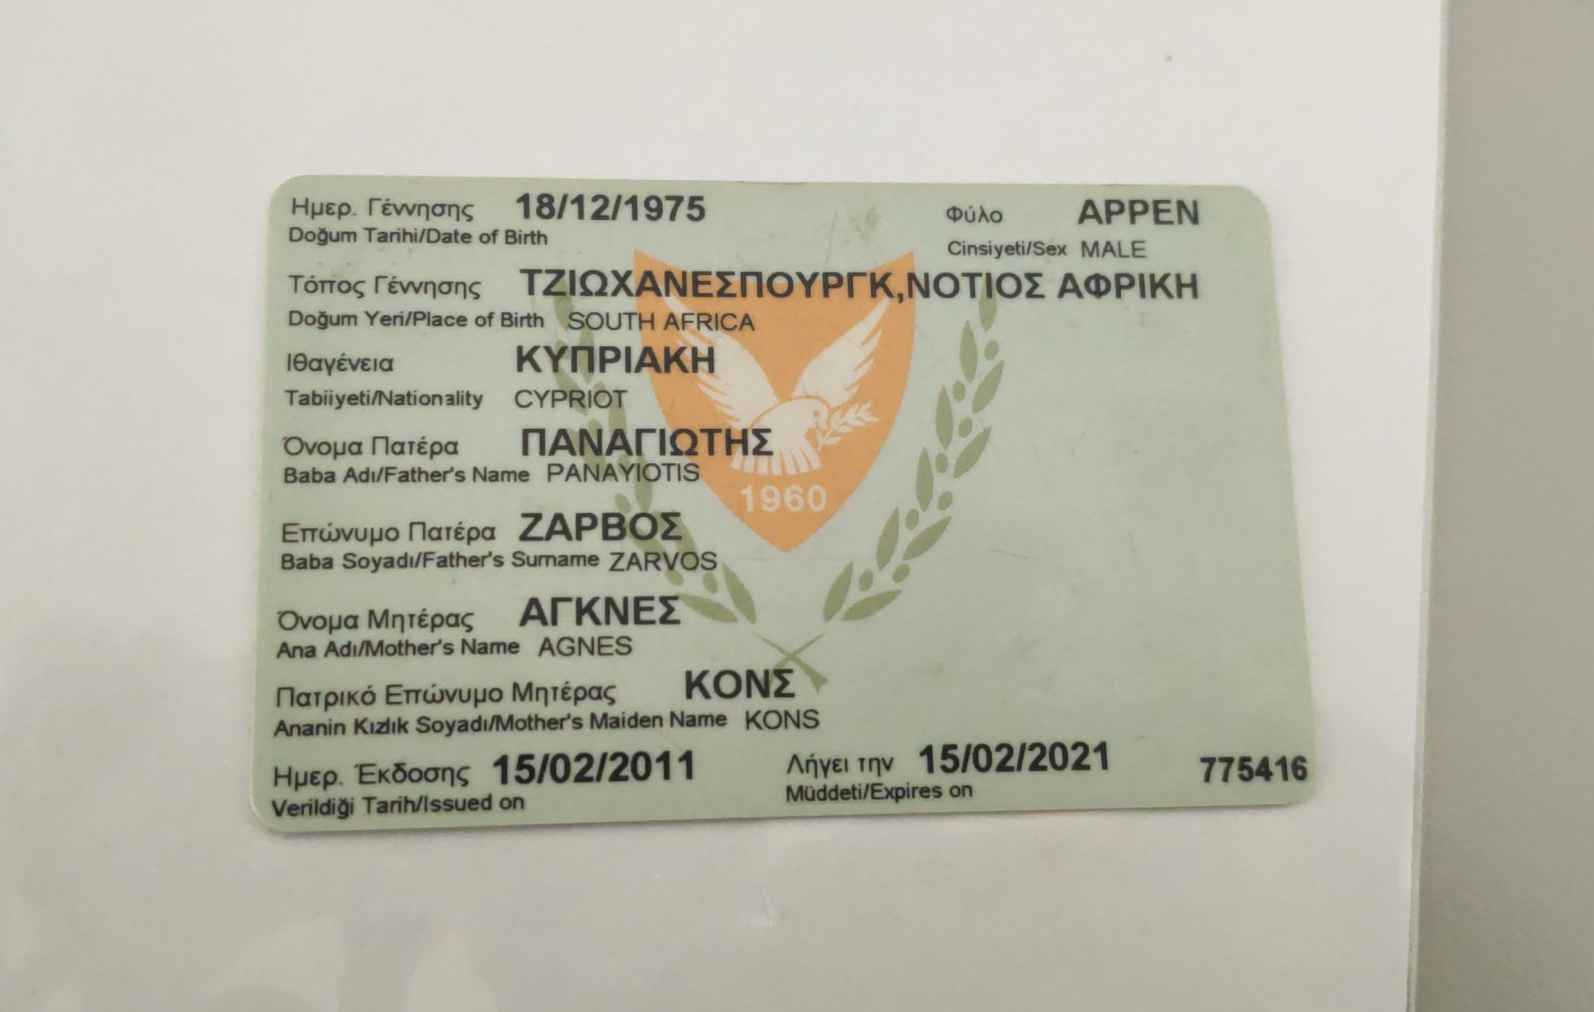 Ημερ. Γέννησης 18/12/1975 Φύλο ΑΡΡΕΝ
Doğum Tarihi/Date of Birth Cinsiyeti/Sex MALE
Τόπος Γέννησης ΤΖΙΩΧΑΝΕΣΠΟΥΡΓΚ,ΝΟΤΙΟΣ ΑΦΡΙΚΗ
Doğum Yeri/Place of Birth SOUTH AFRICA
Ιθαγένεια ΚΥΠΡΙΑΚΗ
Tabiiyeti/Nationality CYPRIOT
Όνομα Πατέρα ΠΑΝΑΓΙΩΤΗΣ
Baba Adı/Father's Name PANAYIOTIS
1960
Επώνυμο Πατέρα ΖΑΡΒΟΣ
Baba Soyadı/Father's Surname ZARVOS
Όνομα Μητέρας ΑΓΚΝΕΣ
Ana Adı/Mother's Name AGNES
Πατρικό Επώνυμο Μητέρας ΚΟΝΣ
Ananin Kızlık Soyadı/Mother's Maiden Name KONS
Ημερ. Έκδοσης 15/02/2011 Λήγει την 15/02/2021 775416
Verildiği Tarih/Issued on Müddeti/Expires on